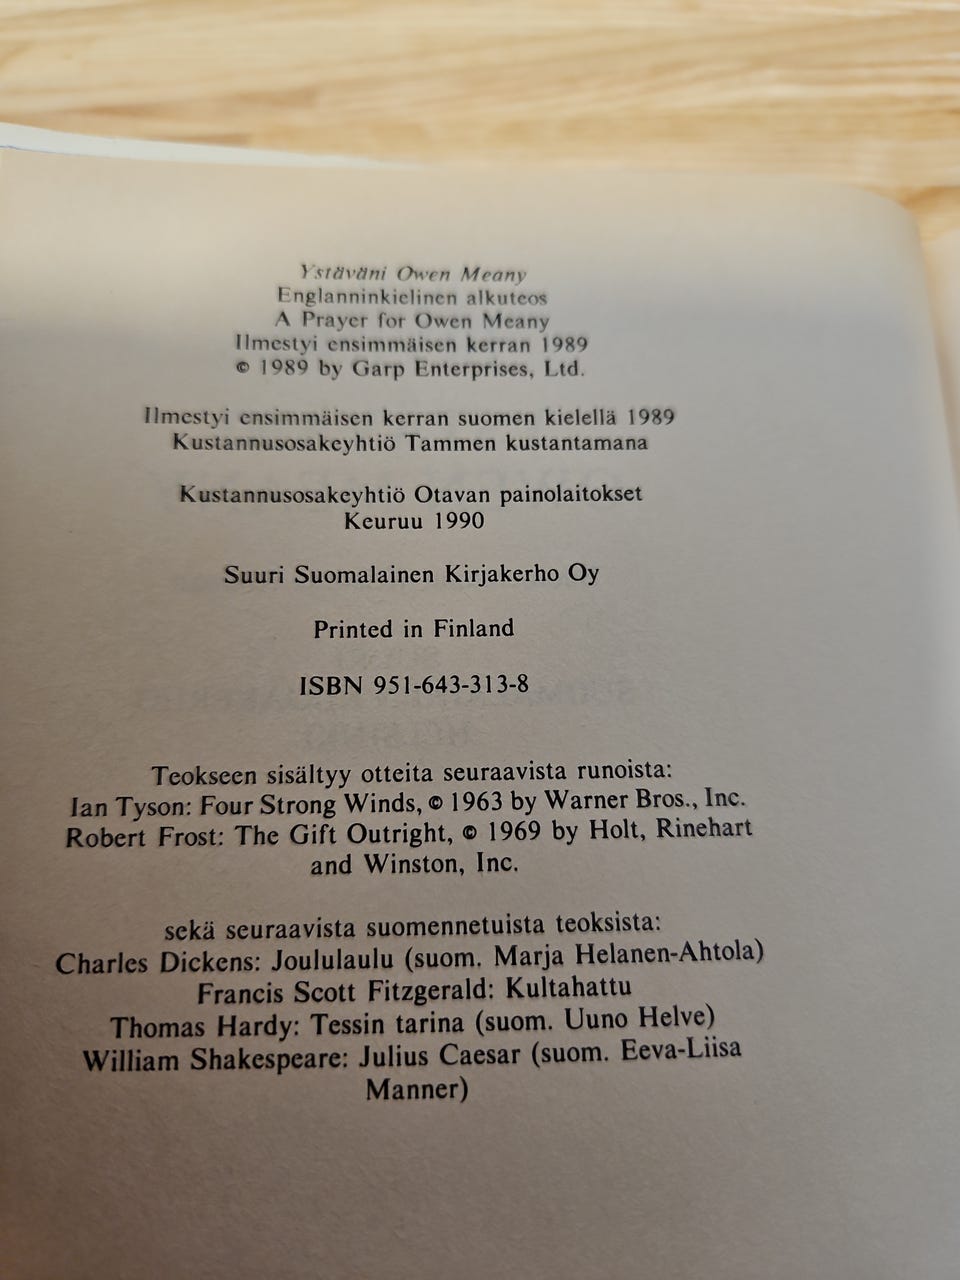 Ystäväni Owen Meany
Englanninkielinen alkuteos
A Prayer for Owen Meany
Ilmestyi ensimmäisen kerran 1989
© 1989 by Garp Enterprises, Ltd.
Ilmestyi ensimmäisen kerran suomen kielellä 1989
Kustannusosakeyhtiö Tammen kustantamana
Kustannusosakeyhtiö Otavan painolaitokset
Keuruu 1990
Suuri Suomalainen Kirjakerho Oy
Printed in Finland
ISBN 951-643-313-8
Teokseen sisältyy otteita seuraavista runoista:
Ian Tyson: Four Strong Winds, © 1963 by Warner Bros., Inc.
Robert Frost: The Gift Outright, © 1969 by Holt, Rinehart
and Winston, Inc.
sekä seuraavista suomennetuista teoksista:
Charles Dickens: Joululaulu (suom. Marja Helanen-Ahtola)
Francis Scott Fitzgerald: Kultahattu
Thomas Hardy: Tessin tarina (suom. Uuno Helve)
William Shakespeare: Julius Caesar (suom. Eeva-Liisa
Manner)